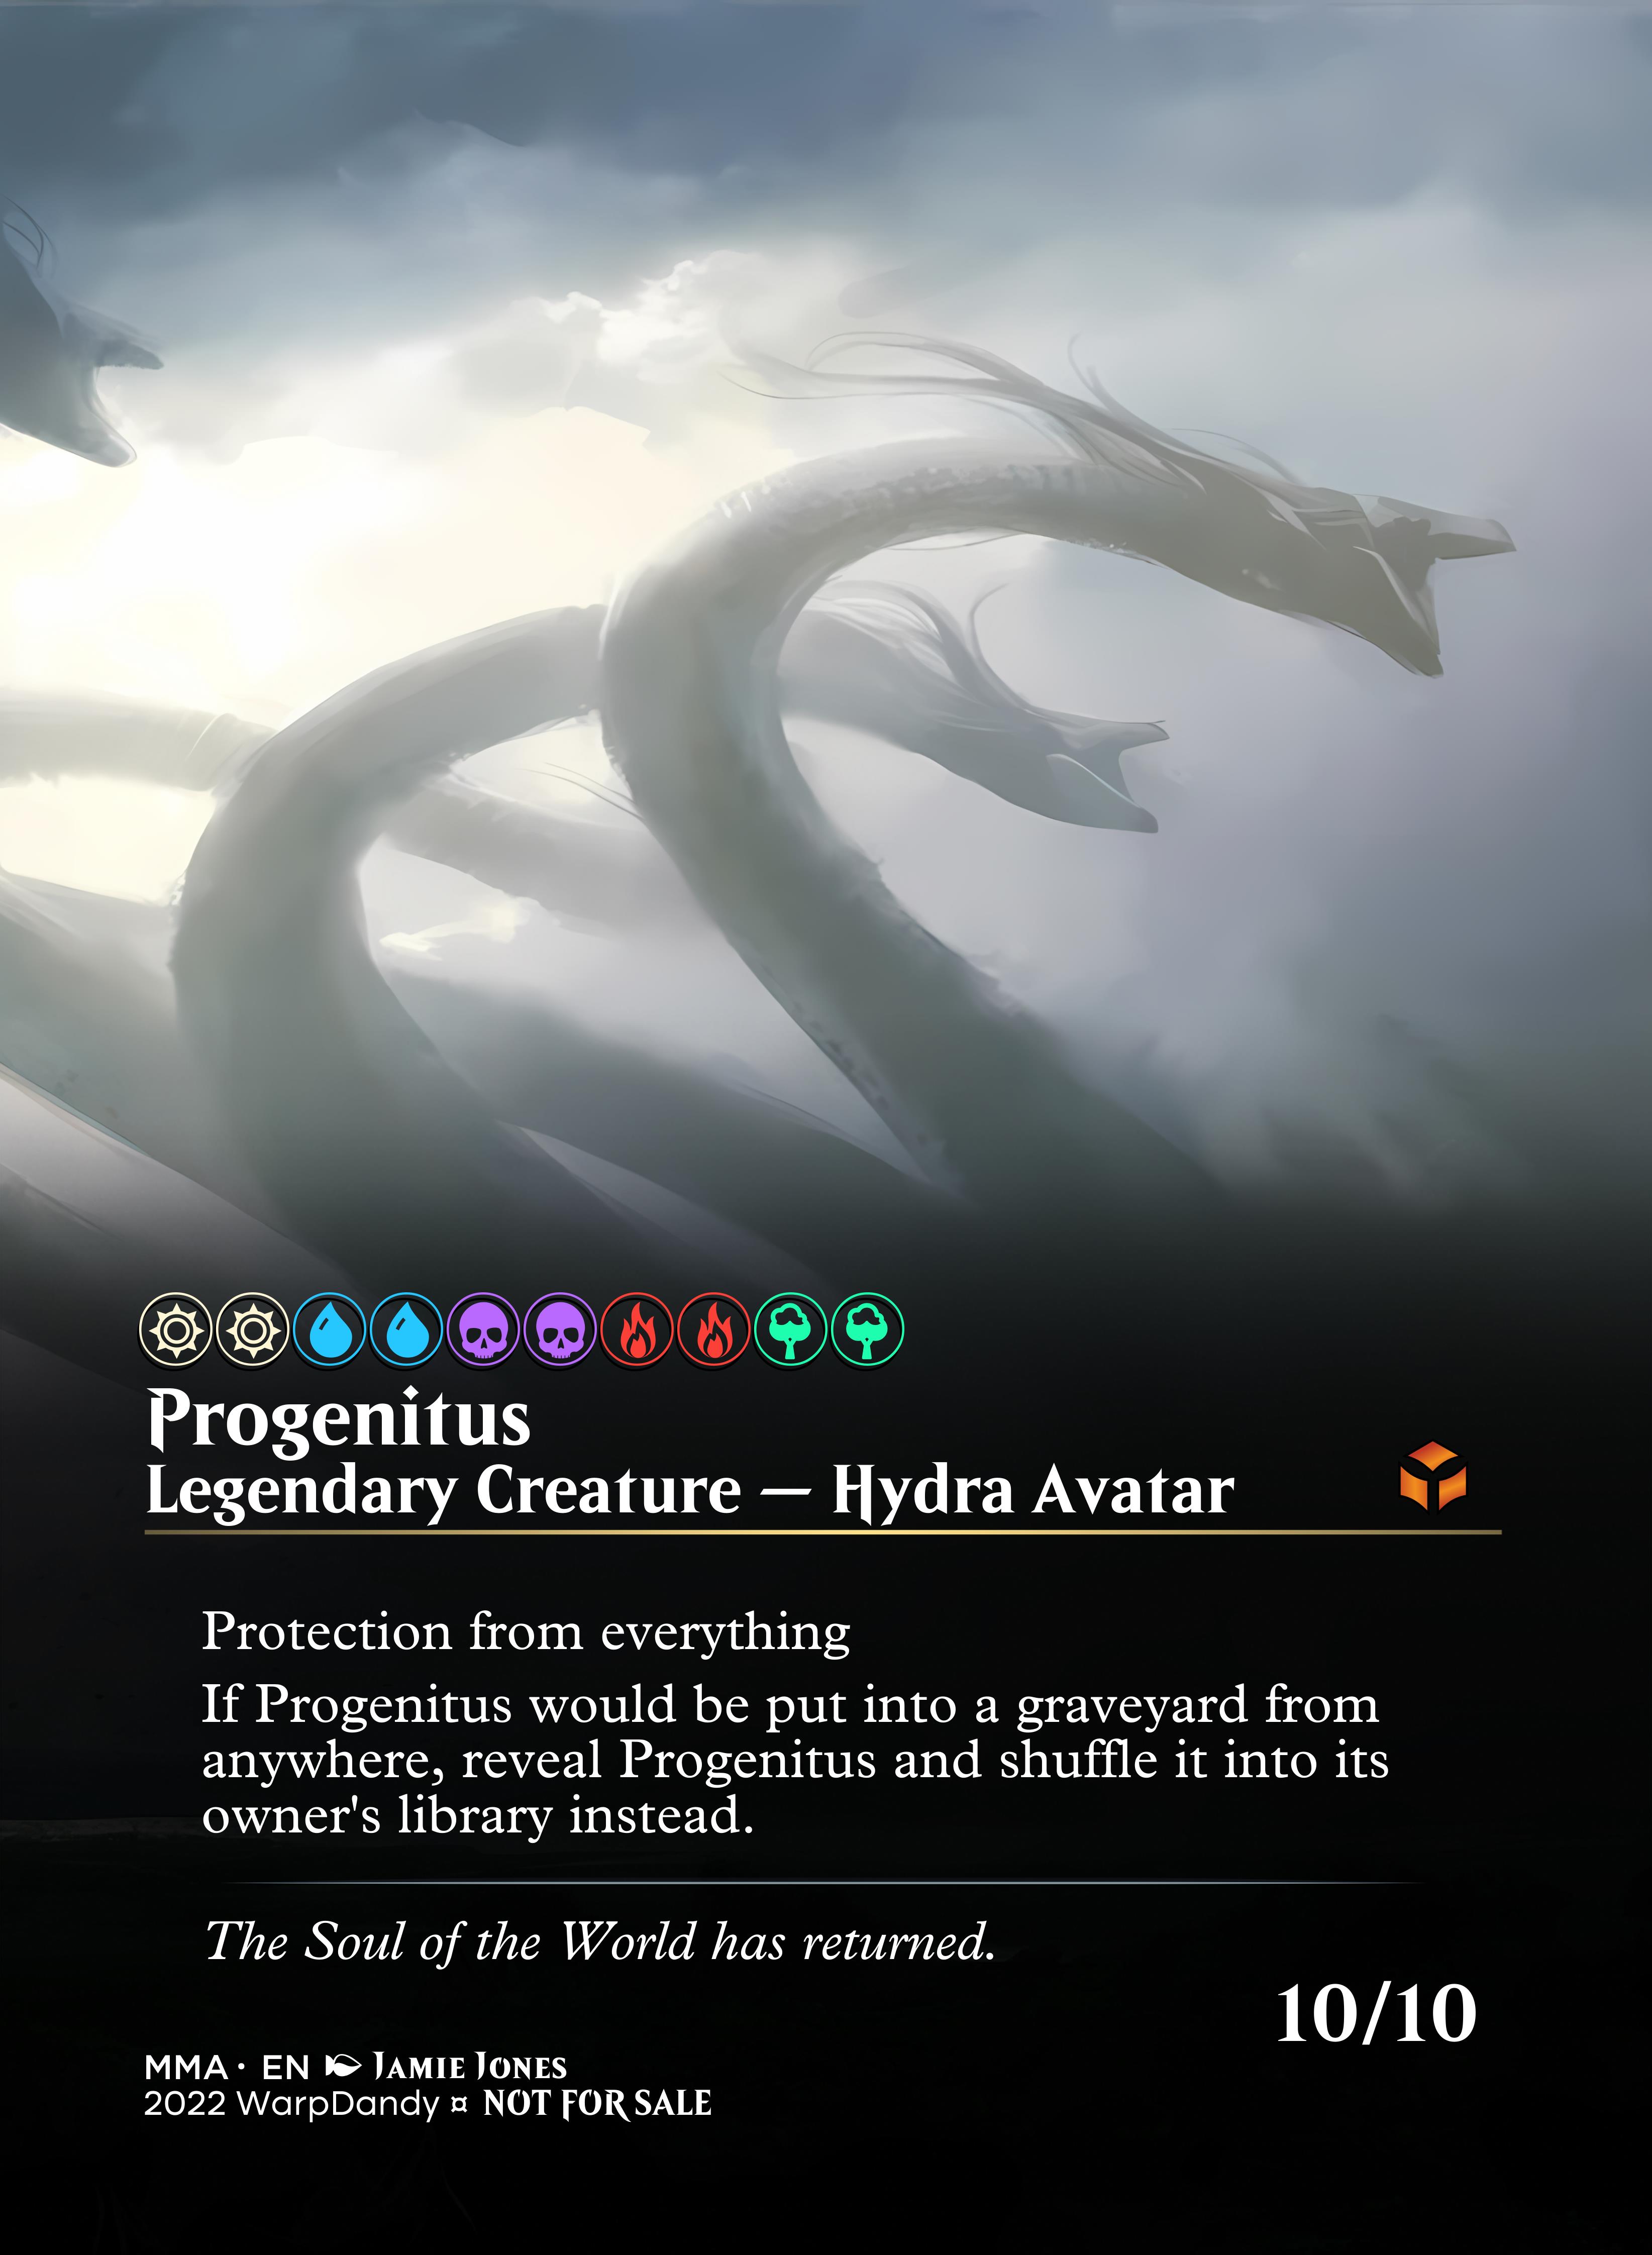 Progenitus
Legendary Creature — Hydra Avatar
Protection from everything
If Progenitus would be put into a graveyard from
anywhere, reveal Progenitus and shuffle it into its
owner's library instead.
The Soul of the World has returned.
10/10
MMA · EN Jamie Jones
2022 WarpDandy ¤ NOT FOR SALE